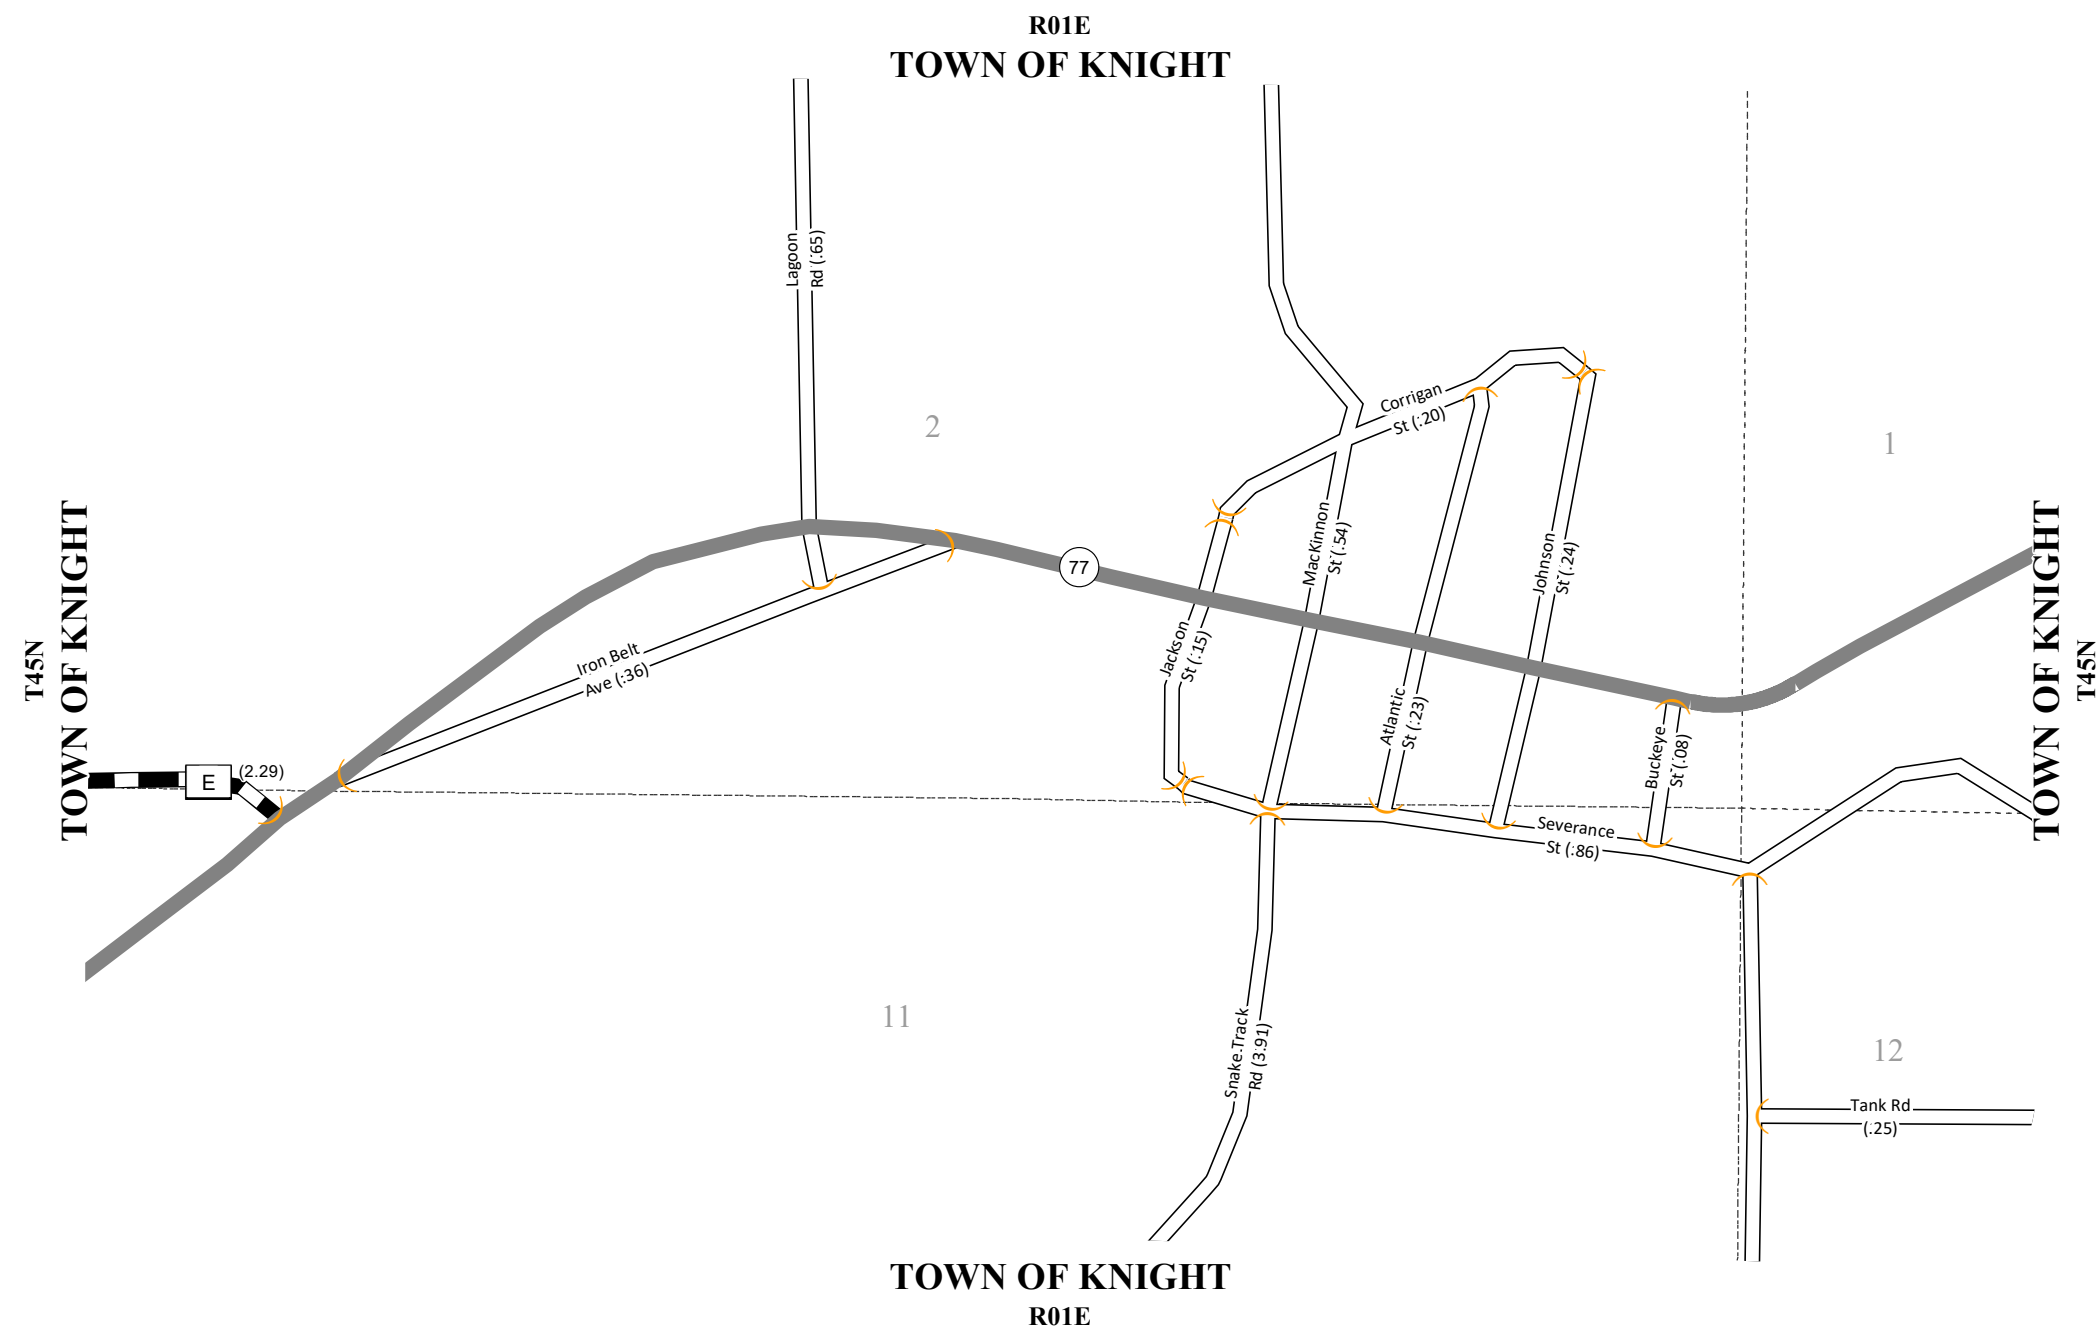 R01E
TOWN OF KNIGHT
Lagoon
Rd (.65)
Corrigan
St (.20)
2
1
MacKinnon
St (.54)
Johnson
St (.24)
77
Jackson
St (.15)
Iron Belt
Ave (.36)
Atlantic
St (.23)
Buckeye
St (.08)
TOWN OF KNIGHT
T45N
TOWN OF KNIGHT
T45N
E
(2.29)
Severance
St (.86)
11
Snake Track
Rd (3.91)
12
Tank Rd
(.25)
TOWN OF KNIGHT
R01E